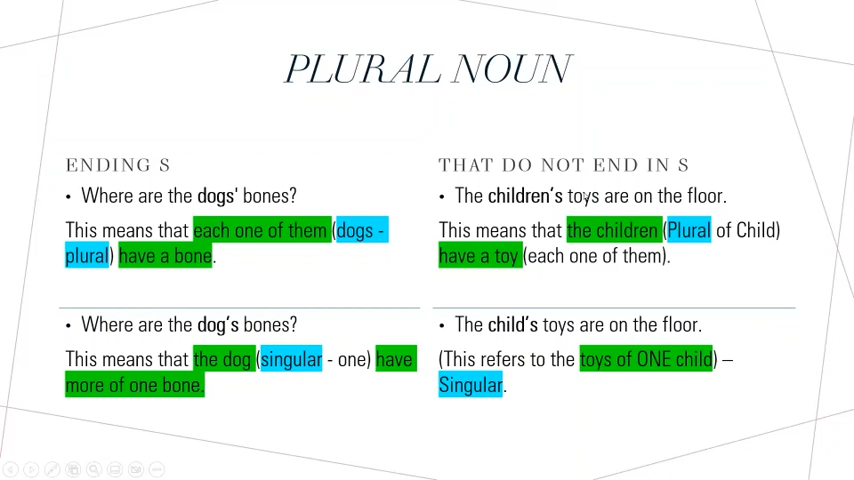 PLURAL NOUN
ENDING S
• Where are the dogs' bones?
This means that each one of them (dogs -
plural) have a bone.
• Where are the dog's bones?
This means that the dog (singular - one) have
more of one bone.
THAT DO NOT END IN S
• The children's toys are on the floor.
This means that the children (Plural of Child)
have a toy (each one of them).
• The child's toys are on the floor.
(This refers to the toys of ONE child) –
Singular.